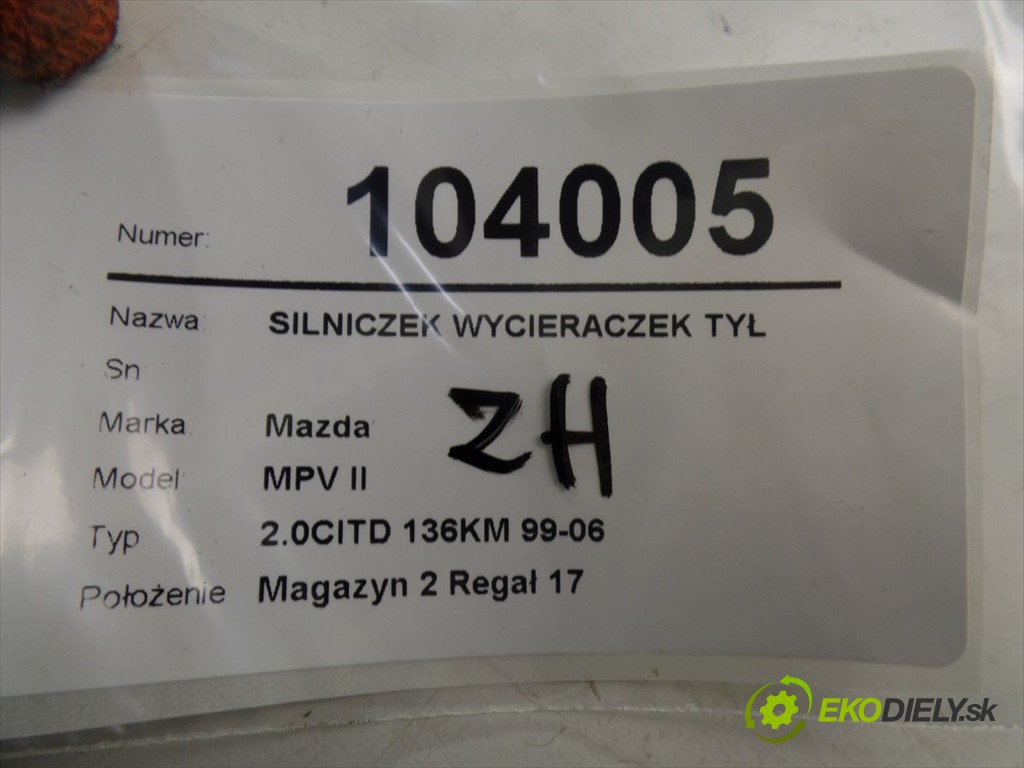 Numer: 104005
Nazwa: SILNICZEK WYCIERACZEK TYŁ
Sn
Marka: Mazda
ZH
Model: MPV II
Typ 2.0CITD 136KM 99-06
Położenie Magazyn 2 Regał 17
EKODIELY.sk